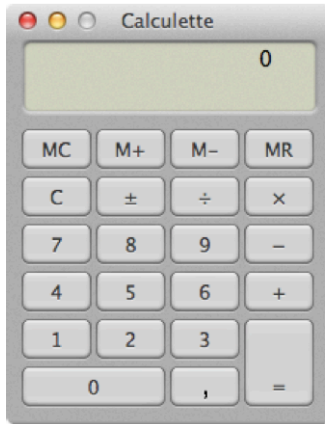 Calculette
0
MC M+ M- MR
C ± ÷ ×
7 8 9 −
4 5 6 +
1 2 3
0 , =